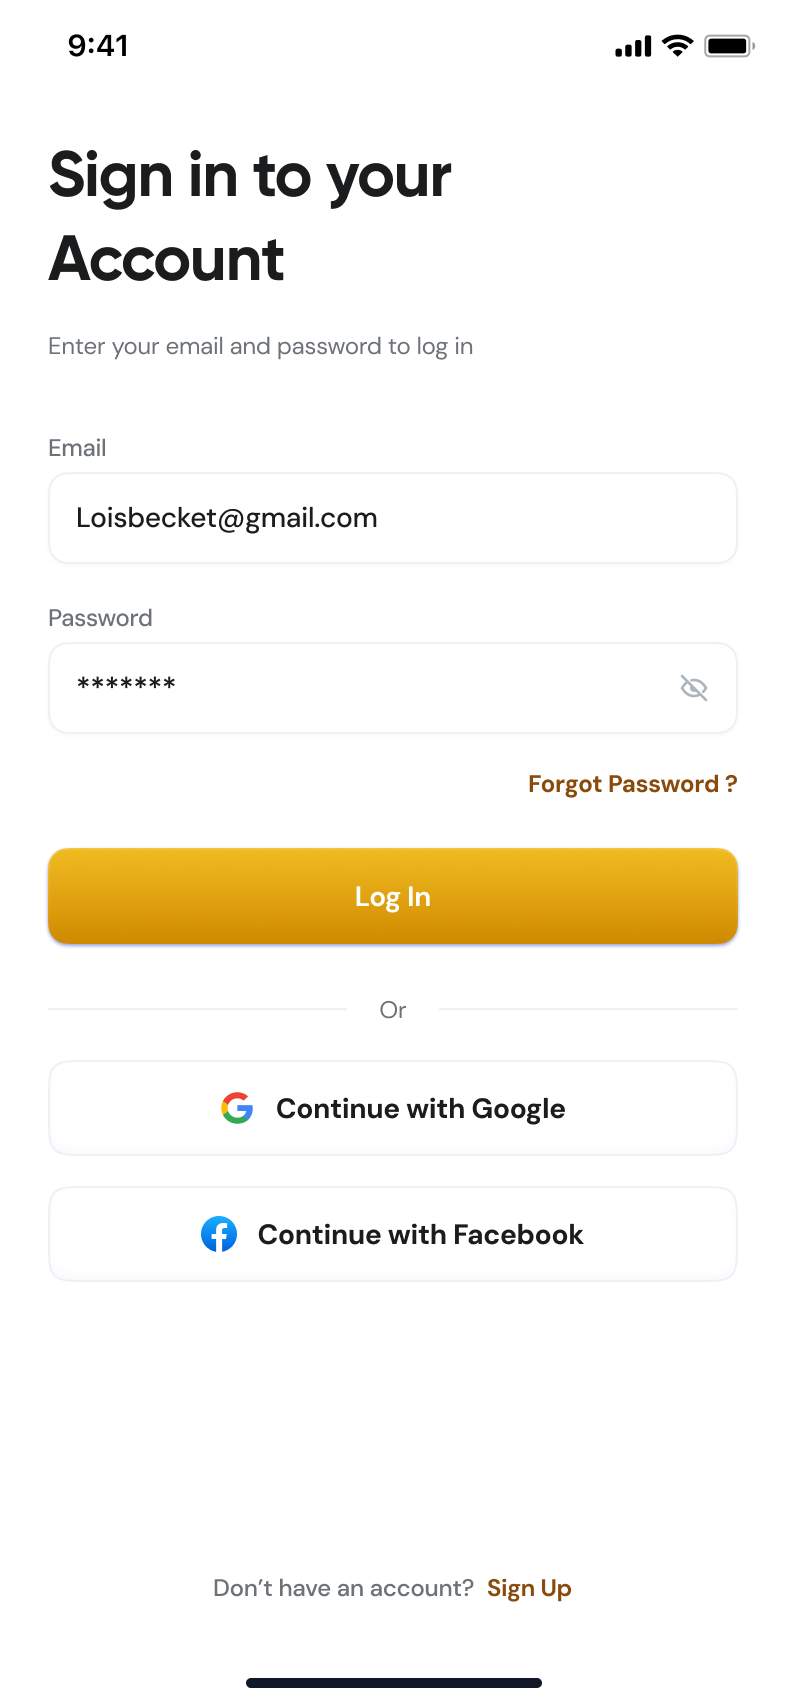 9:41
Sign in to your
Account
Enter your email and password to log in
Email
Loisbecket@gmail.com
Password
*******
Forgot Password ?
Log In
Or
Continue with Google
Continue with Facebook
Don’t have an account? Sign Up